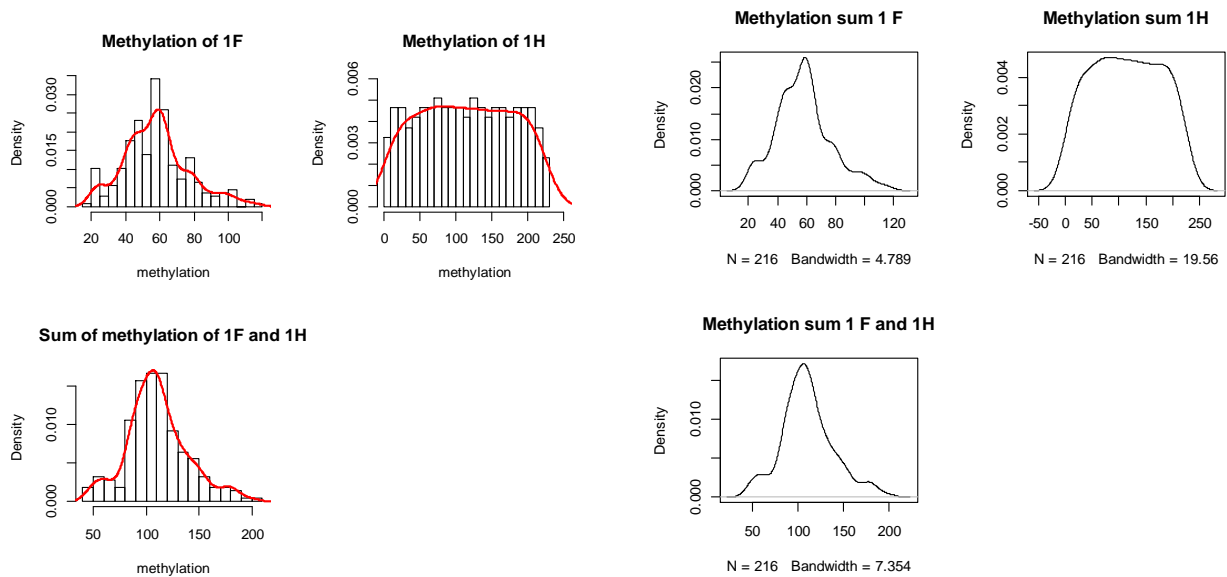 Methylation of 1F
Density
0.000 0.015 0.030
20 40 60 80 100
methylation
Methylation of 1H
Density
0.000 0.003 0.006
0 50 100 150 200 250
methylation
Sum of methylation of 1F and 1H
Density
0.000 0.010
50 100 150 200
methylation
Methylation sum 1 F
Density
0.000 0.010 0.020
20 40 60 80 120
N = 216 Bandwidth = 4.789
Methylation sum 1H
Density
0.000 0.002 0.004
-50 0 50 150 250
N = 216 Bandwidth = 19.56
Methylation sum 1 F and 1H
Density
0.000 0.010
50 100 150 200
N = 216 Bandwidth = 7.354